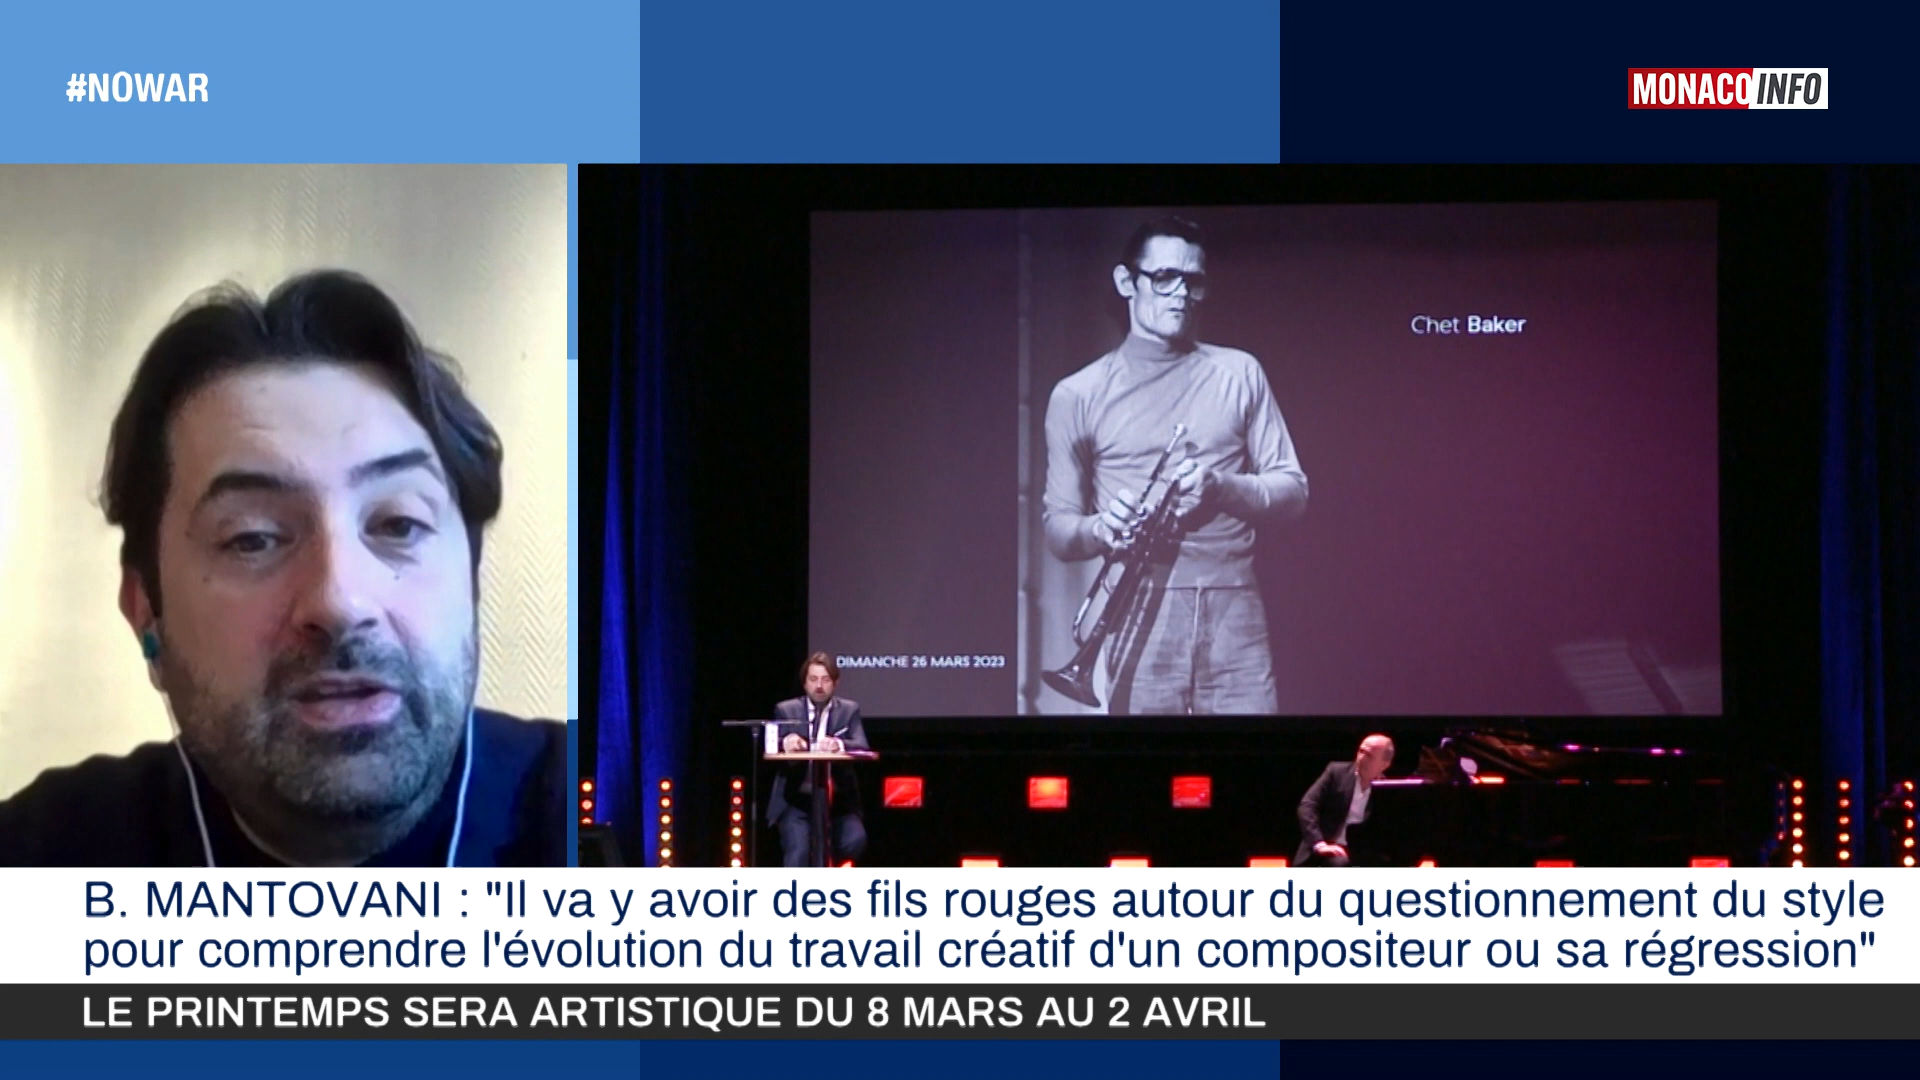 #NOWAR
MONACOINFO
Chet Baker
DIMANCHE 26 MARS 2023
B. MANTOVANI : "Il va y avoir des fils rouges autour du questionnement du style
pour comprendre l'évolution du travail créatif d'un compositeur ou sa régression"
LE PRINTEMPS SERA ARTISTIQUE DU 8 MARS AU 2 AVRIL